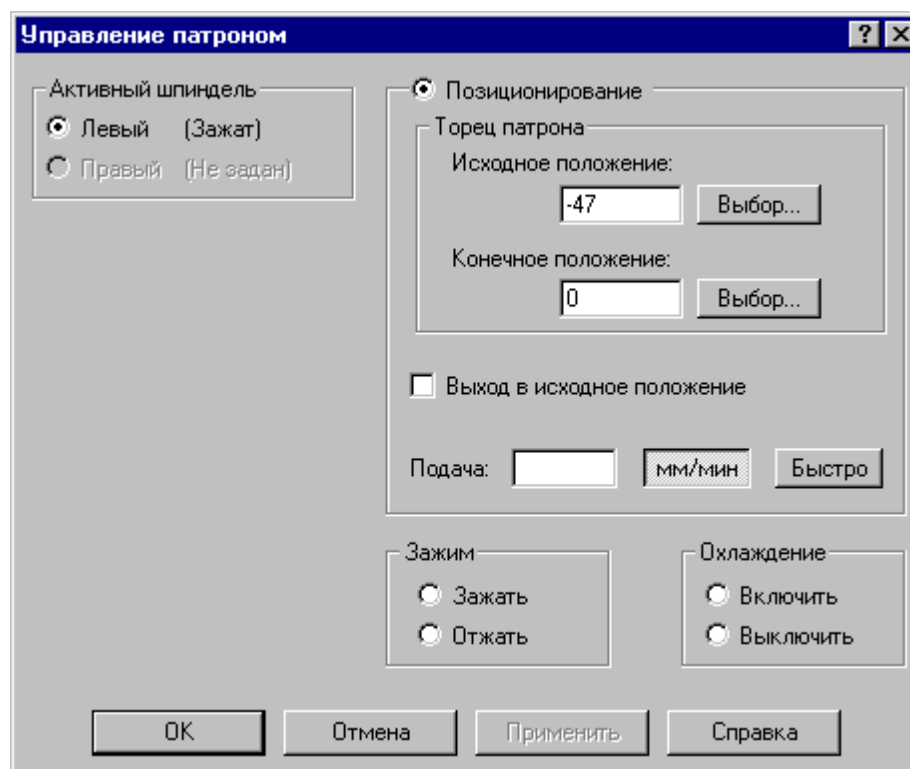 Управление патроном
Активный шпиндель
Левый (Зажат)
Правый (Не задан)
Позиционирование
Торец патрона
Исходное положение:
-47 Выбор...
Конечное положение:
0 Выбор...
Выход в исходное положение
Подача: мм/мин Быстро
Зажим
Зажать
Отжать
Охлаждение
Включить
Выключить
OK Отмена Применить Справка